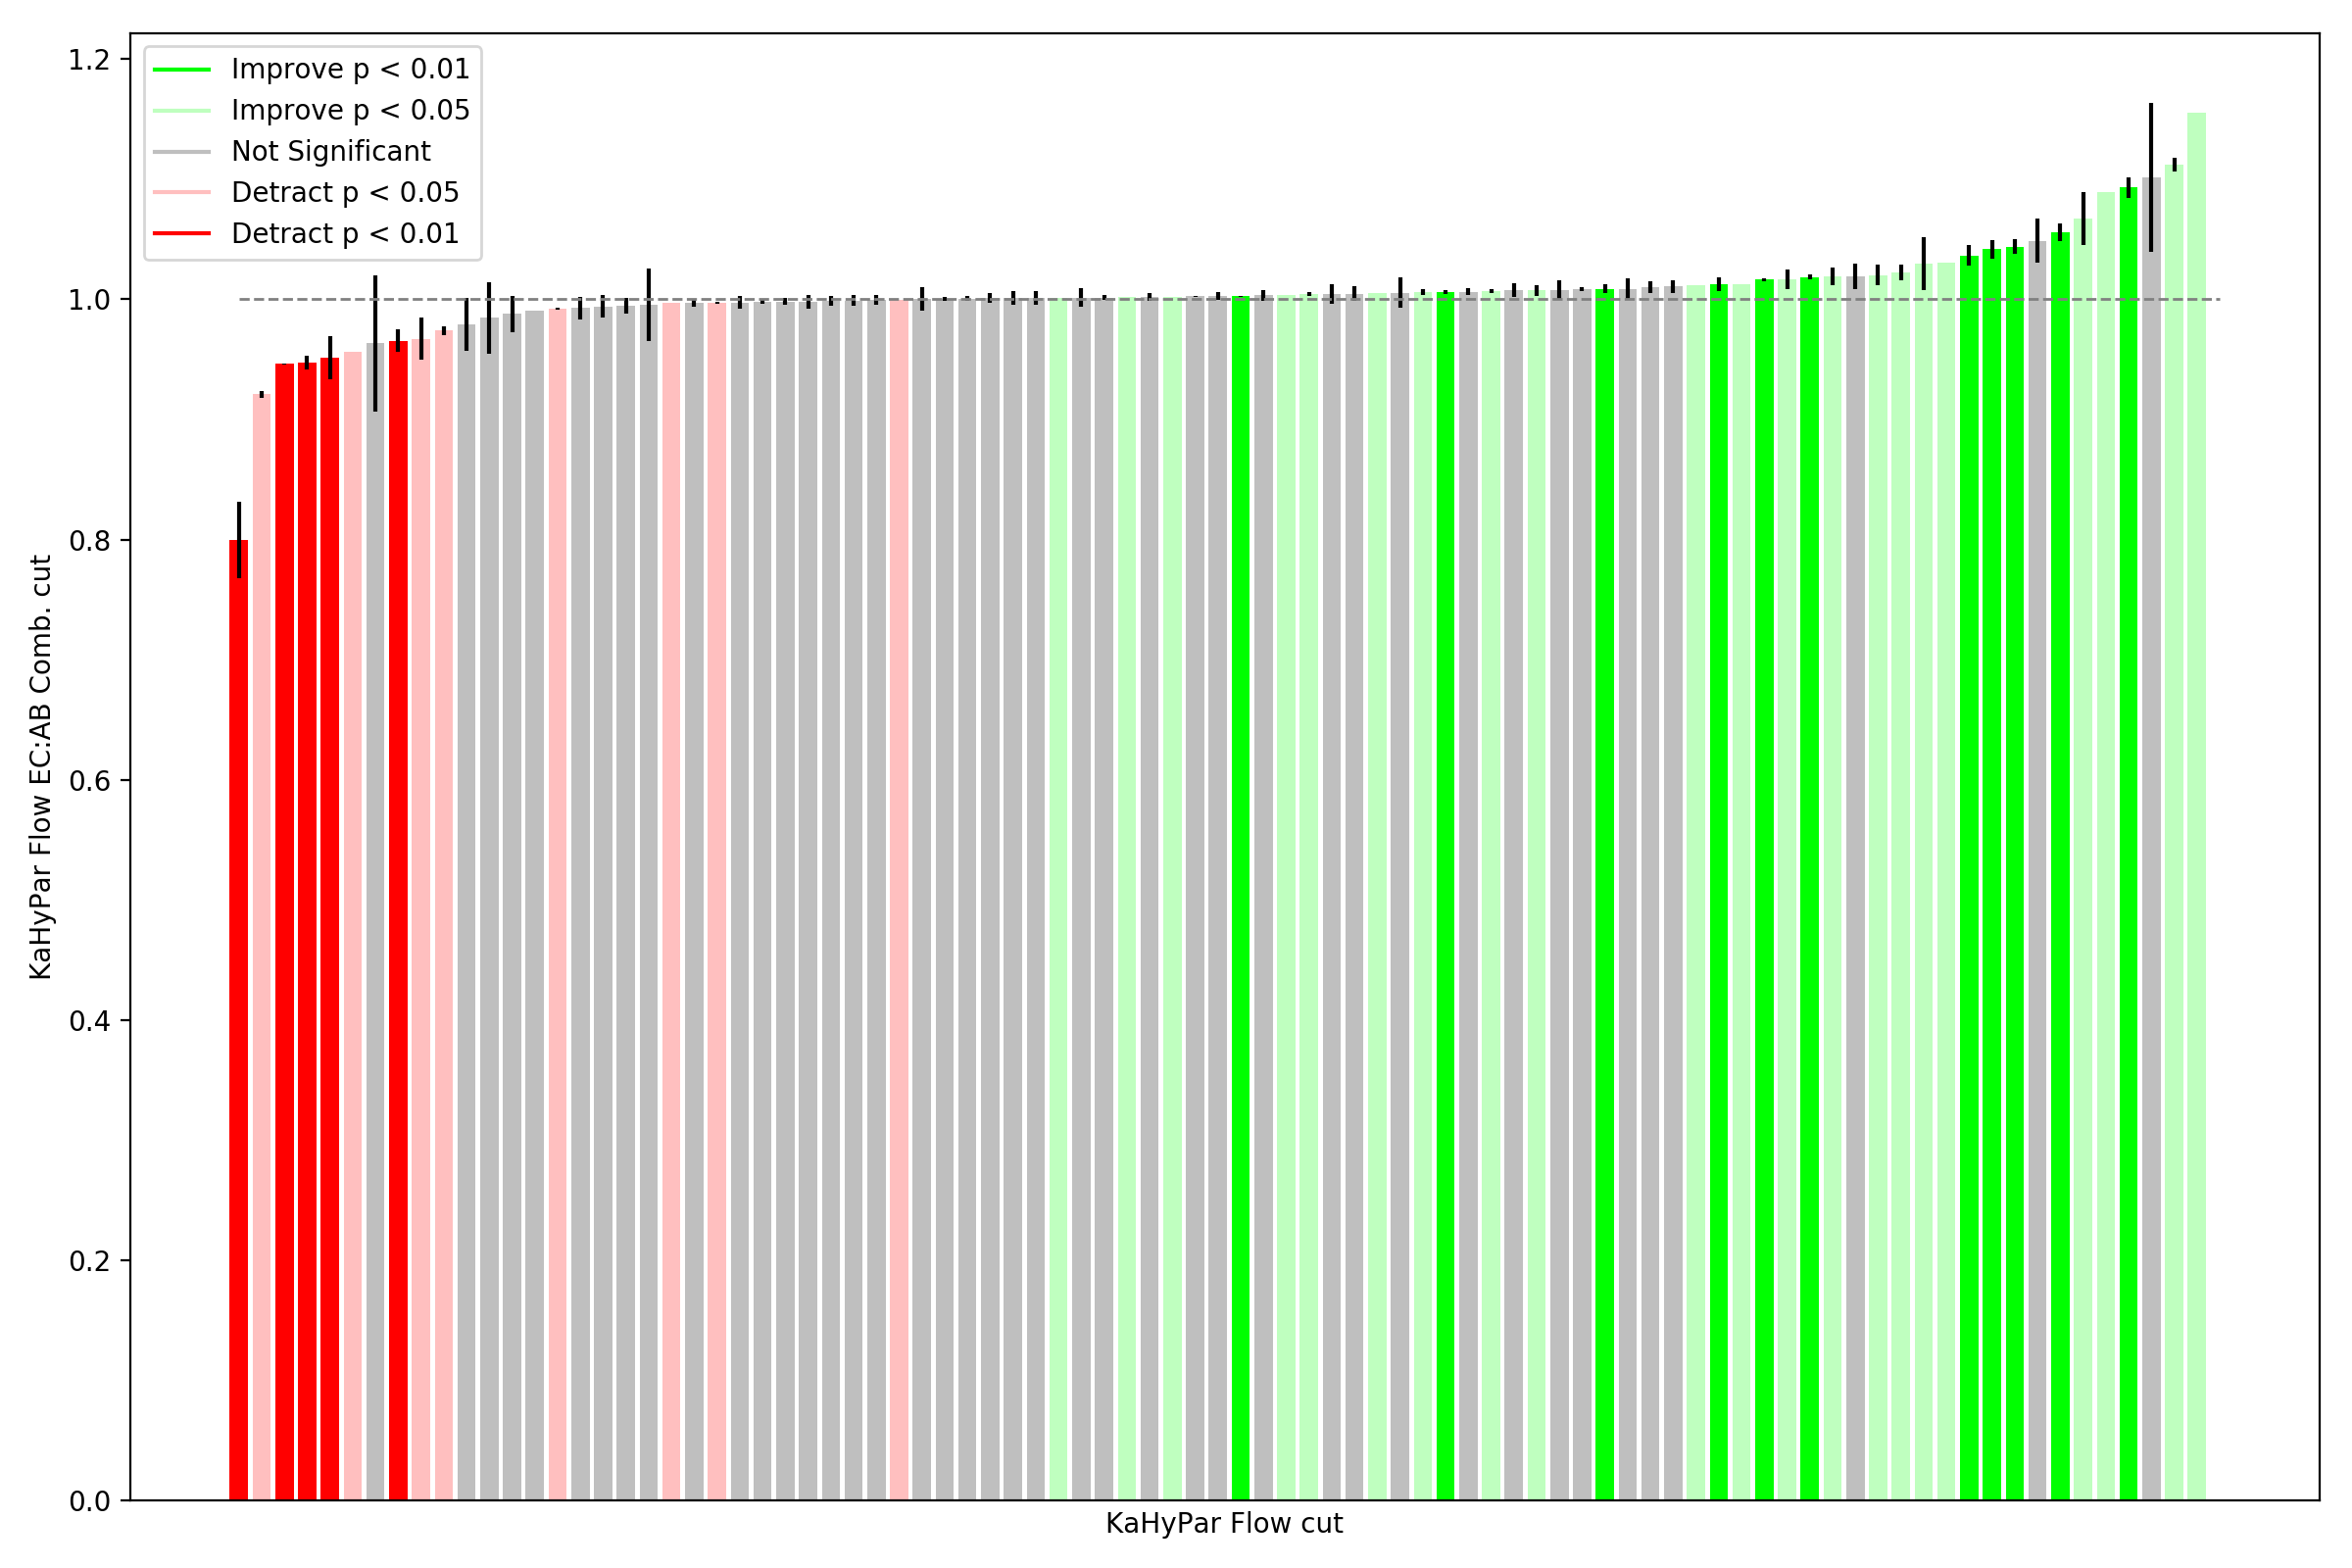 1.2
1.0
0.8
0.6
0.4
0.2
0.0
KaHyPar Flow EC:AB Comb. cut
Improve p < 0.01
Improve p < 0.05
Not Significant
Detract p < 0.05
Detract p < 0.01
KaHyPar Flow cut